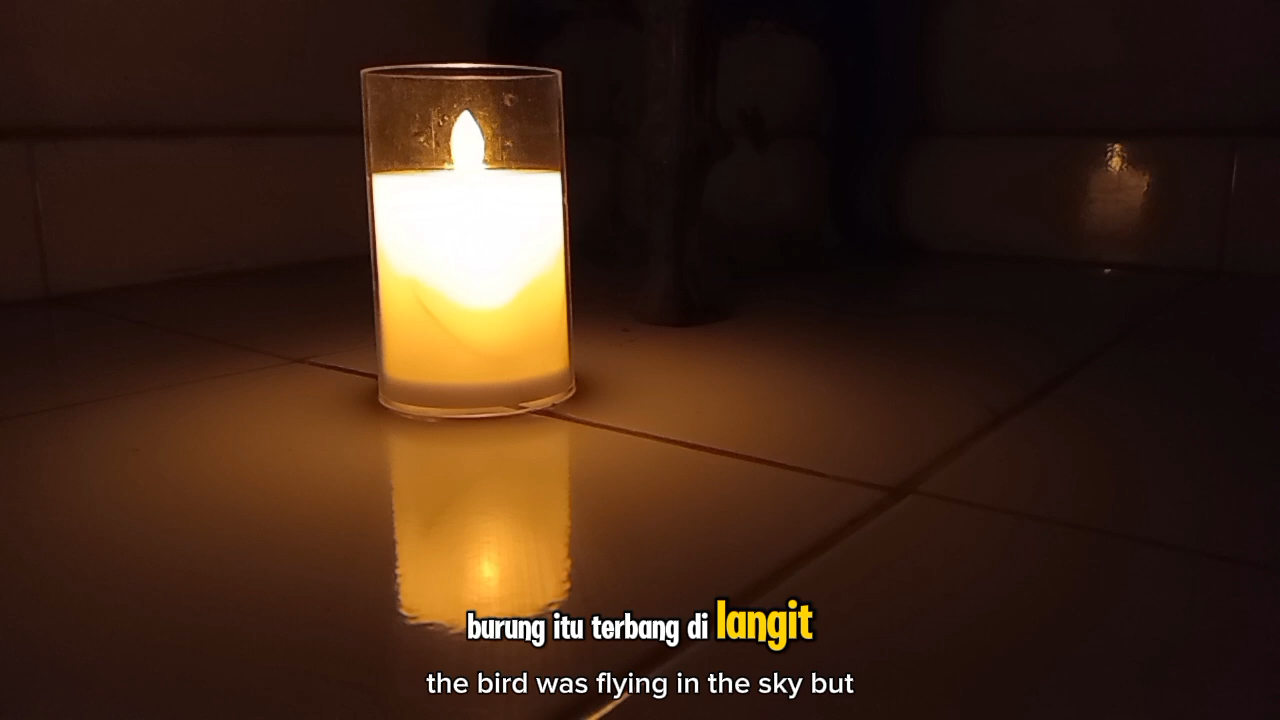 burung itu terbang di langit
the bird was flying in the sky but